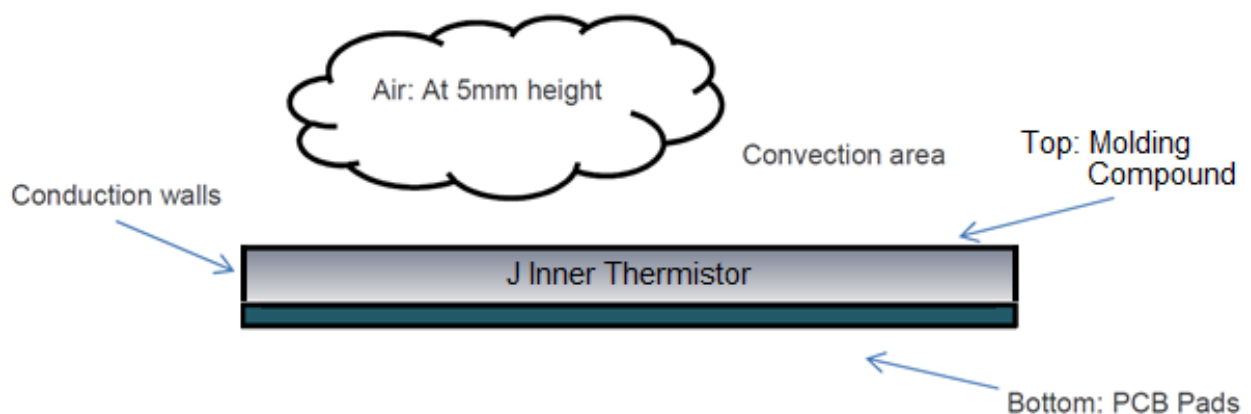 Air: At 5mm height
Convection area
Top: Molding
Compound
Conduction walls
J Inner Thermistor
Bottom: PCB Pads